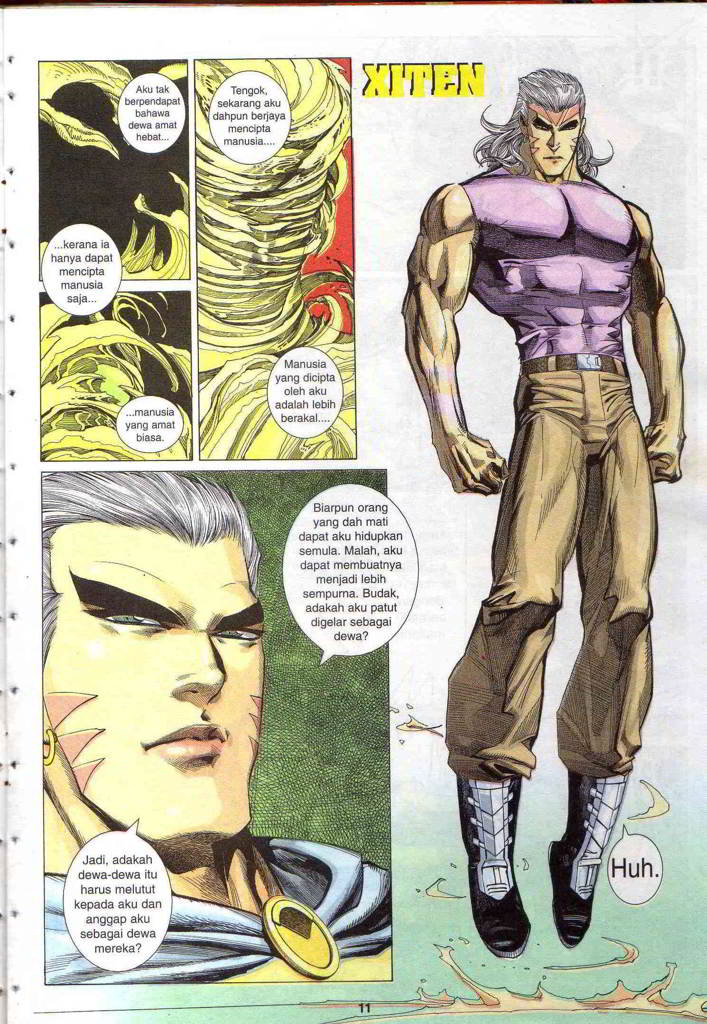 Aku tak
berpendapat
bahawa
dewa amat
hebat...
...kerana ia
hanya dapat
mencipta
manusia
saja...
...manusia
yang amat
biasa.
Tengok,
sekarang aku
dahpun berjaya
mencipta
manusia....
Manusia
yang dicipta
oleh aku
adalah lebih
berakal....
XITEN
Biarpun orang
yang dah mati
dapat aku hidupkan
semula. Malah, aku
dapat membuatnya
menjadi lebih
sempurna. Budak,
adakah aku patut
digelar sebagai
dewa?
Jadi, adakah
dewa-dewa itu
harus melutut
kepada aku dan
anggap aku
sebagai dewa
mereka?
Huh.
11